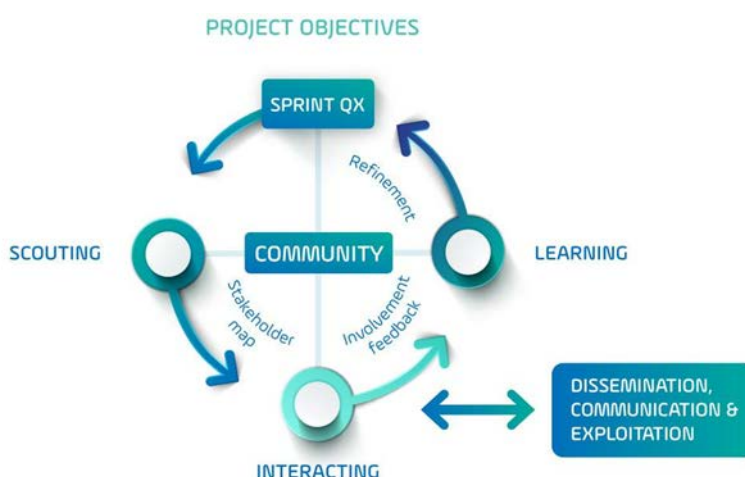 PROJECT OBJECTIVES
SPRINT QX
Refinement
SCOUTING
COMMUNITY
LEARNING
Stakeholder
map
Involvement
feedback
DISSEMINATION,
COMMUNICATION &
EXPLOITATION
INTERACTING